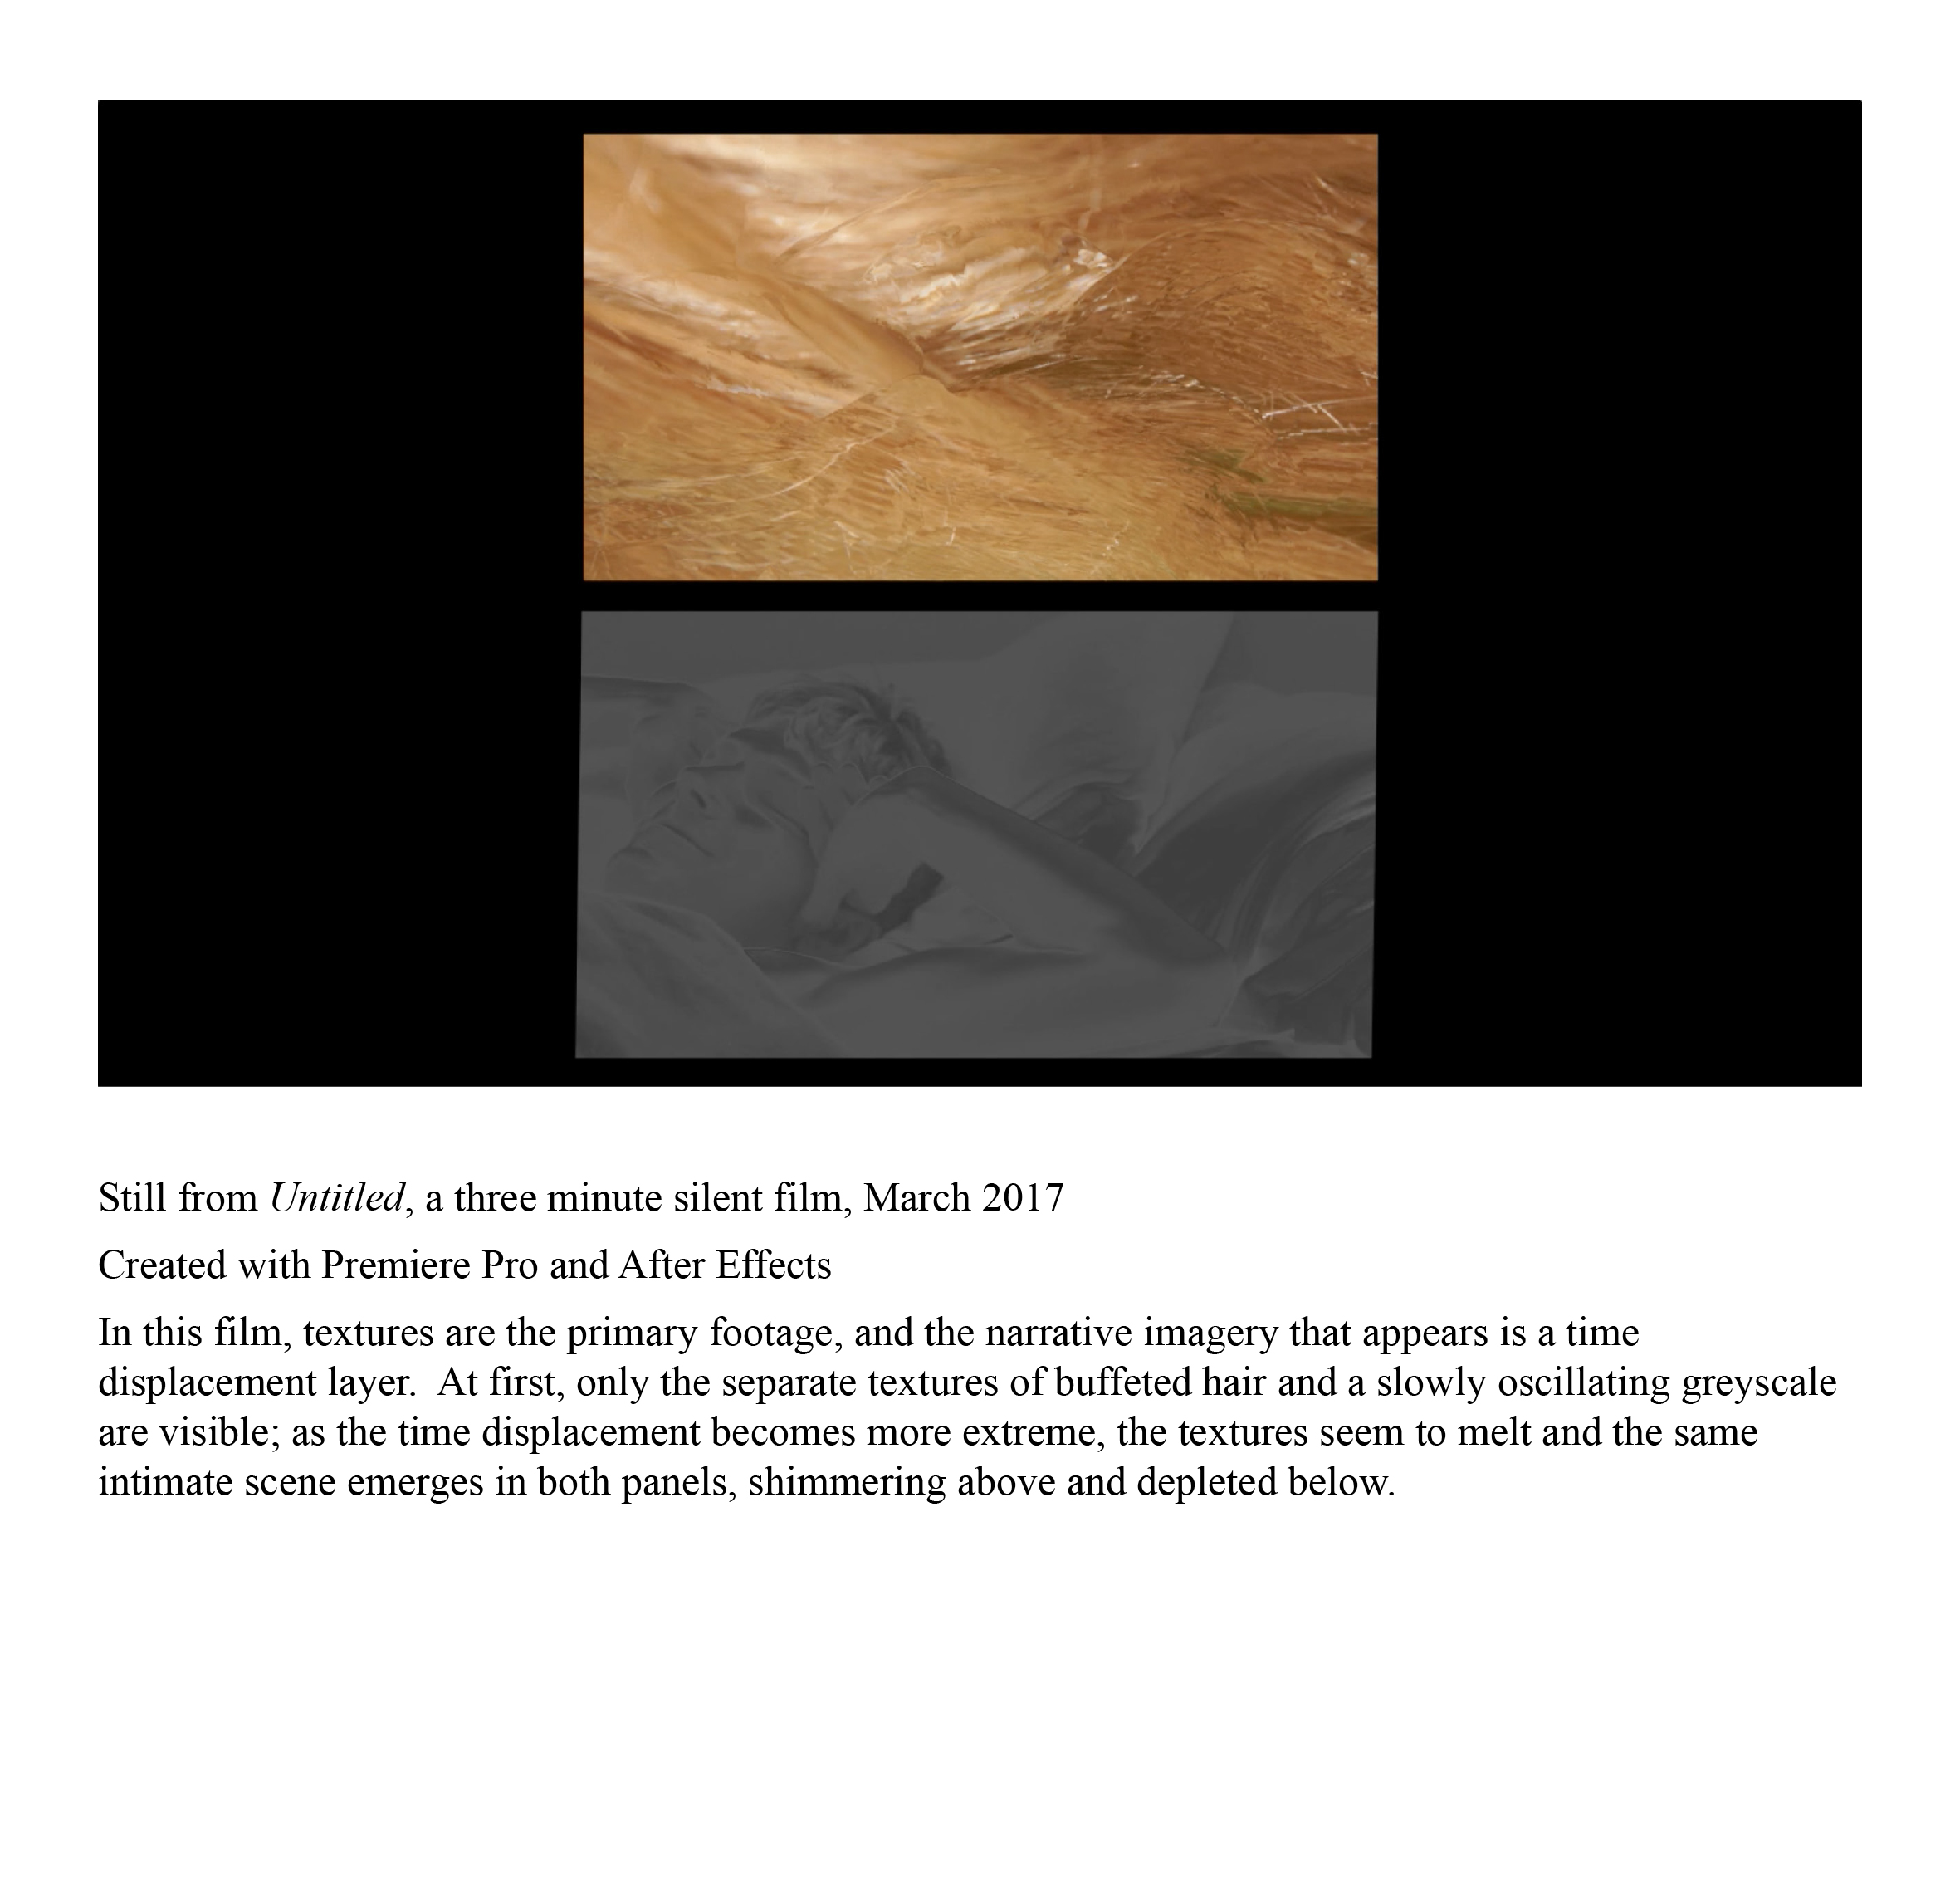 Still from Untitled, a three minute silent film, March 2017
Created with Premiere Pro and After Effects
In this film, textures are the primary footage, and the narrative imagery that appears is a time
displacement layer.  At first, only the separate textures of buffeted hair and a slowly oscillating greyscale
are visible; as the time displacement becomes more extreme, the textures seem to melt and the same
intimate scene emerges in both panels, shimmering above and depleted below.